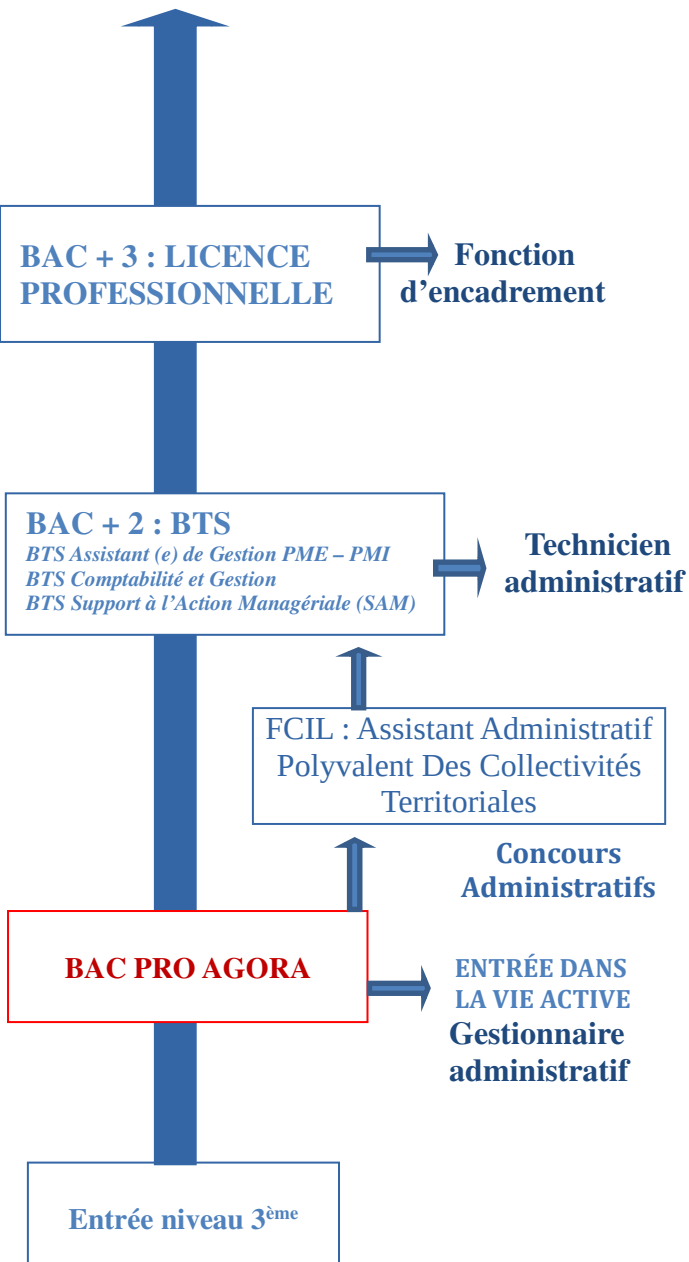 BAC + 3 : LICENCE
PROFESSIONNELLE
Fonction
d’encadrement
BAC + 2 : BTS
BTS Assistant (e) de Gestion PME – PMI
BTS Comptabilité et Gestion
BTS Support à l’Action Managériale (SAM)
Technicien
administratif
FCIL : Assistant Administratif
Polyvalent Des Collectivités
Territoriales
Concours
Administratifs
BAC PRO AGORA
ENTRÉE DANS
LA VIE ACTIVE
Gestionnaire
administratif
Entrée niveau 3ème